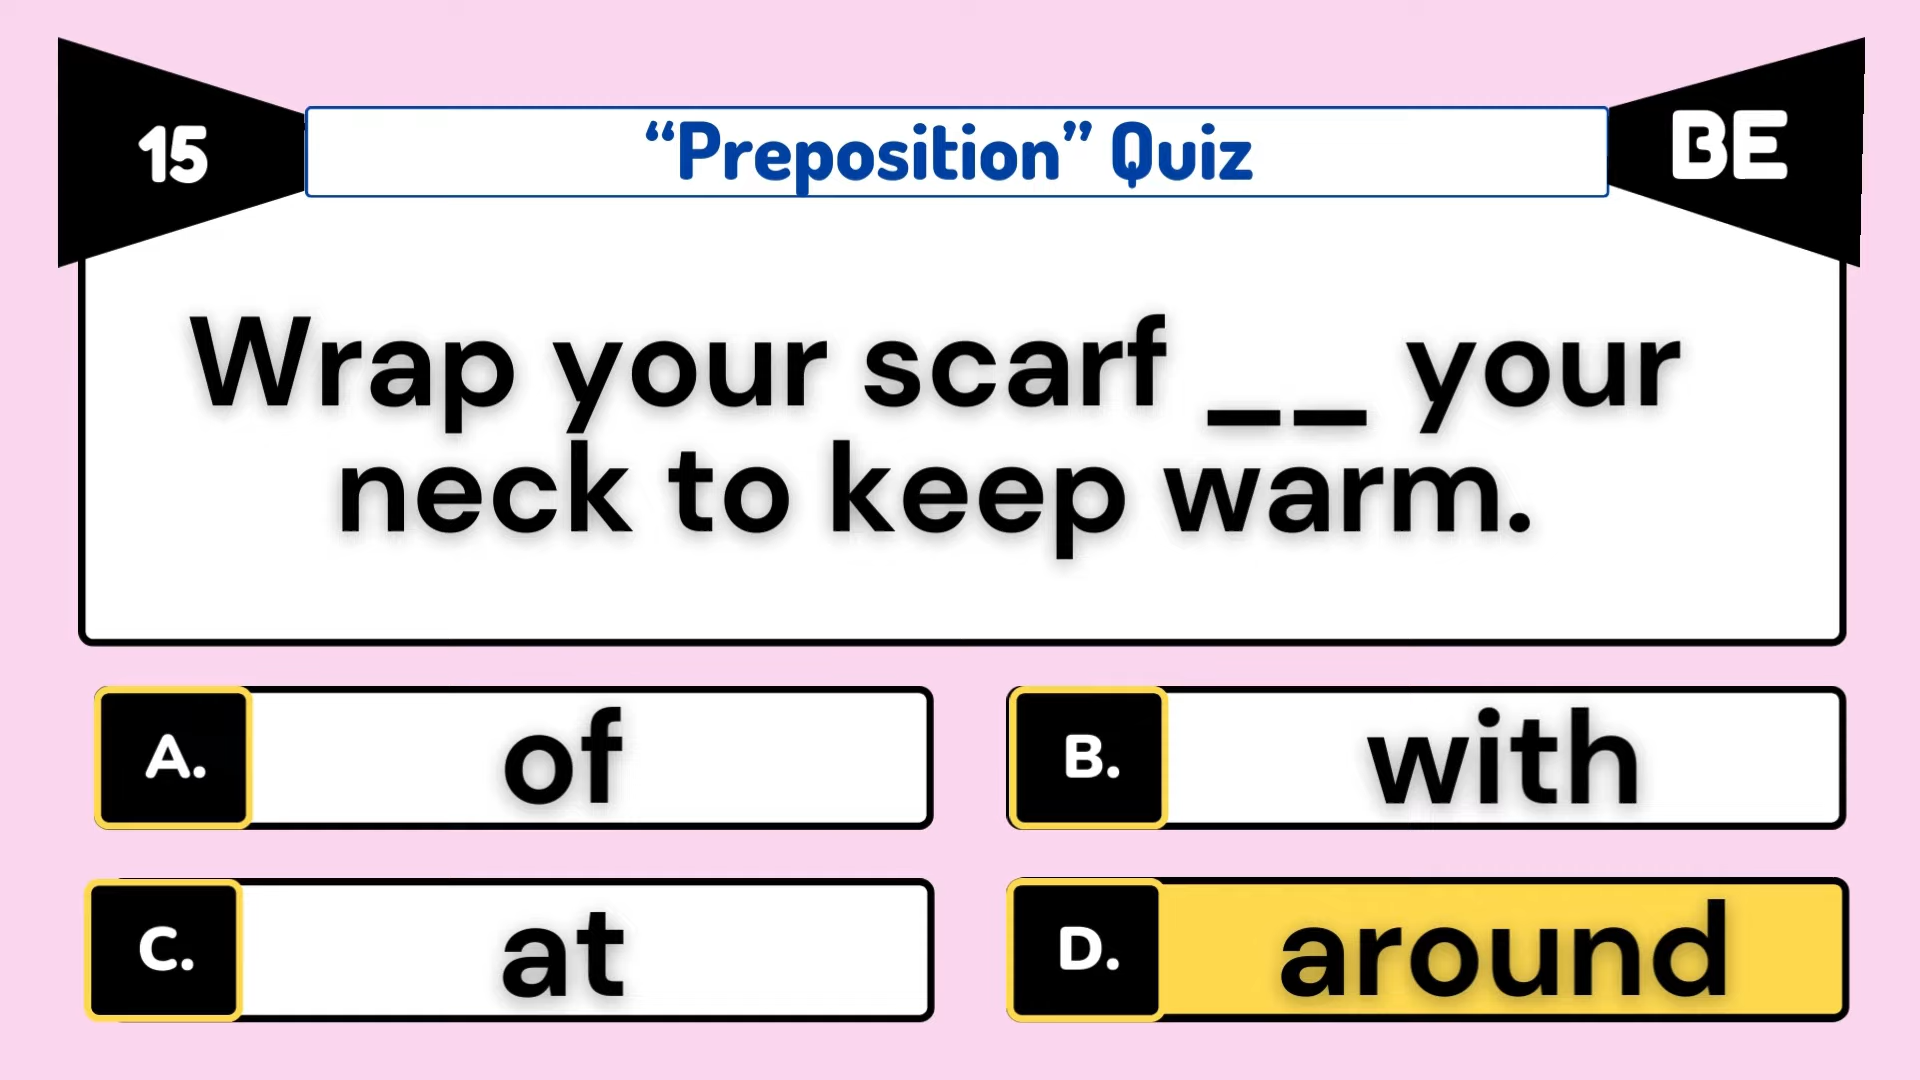 15
“Preposition” Quiz
BE
Wrap your scarf __ your
neck to keep warm.
A.
of
B.
with
C.
at
D.
around